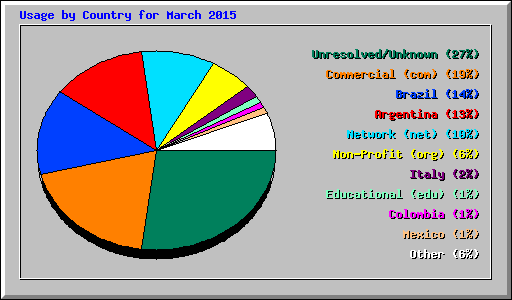 Usage by Country for March 2015
Unresolved/Unknown (27%)
Commercial (com) (19%)
Brazil (14%)
Argentina (13%)
Network (net) (10%)
Non-Profit (org) (6%)
Italy (2%)
Educational (edu) (1%)
Colombia (1%)
Mexico (1%)
Other (6%)